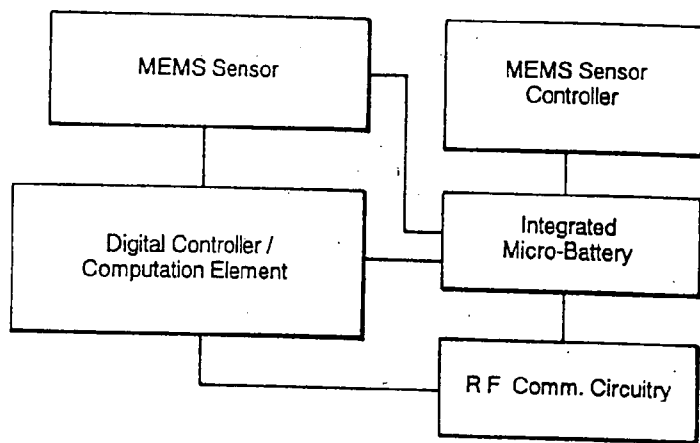 MEMS Sensor
MEMS Sensor
Controller
Digital Controller /
Computation Element
Integrated
Micro-Battery
R F Comm. Circuitry